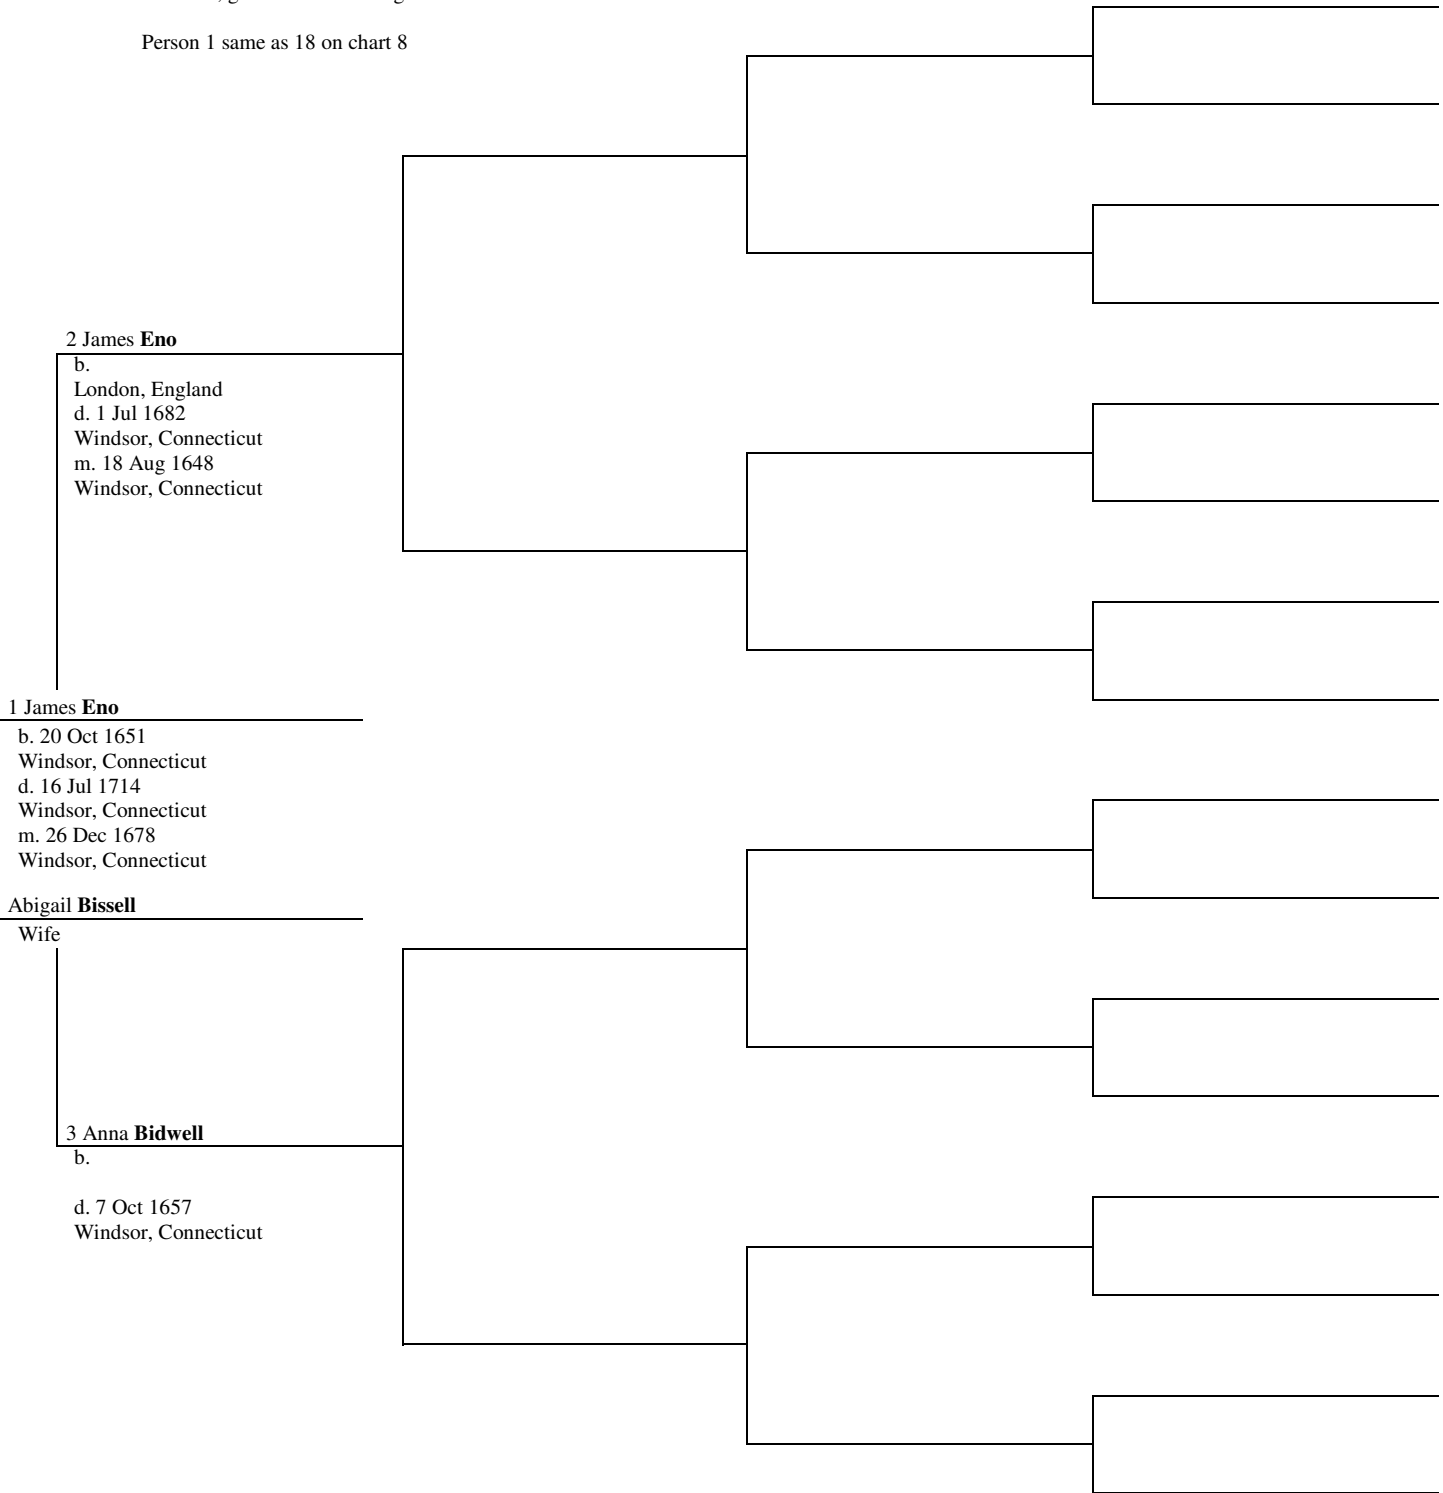 Person 1 same as 18 on chart 8
2 James Eno
b.
London, England
d. 1 Jul 1682
Windsor, Connecticut
m. 18 Aug 1648
Windsor, Connecticut
1 James Eno
b. 20 Oct 1651
Windsor, Connecticut
d. 16 Jul 1714
Windsor, Connecticut
m. 26 Dec 1678
Windsor, Connecticut
Abigail Bissell
Wife
3 Anna Bidwell
b.
d. 7 Oct 1657
Windsor, Connecticut